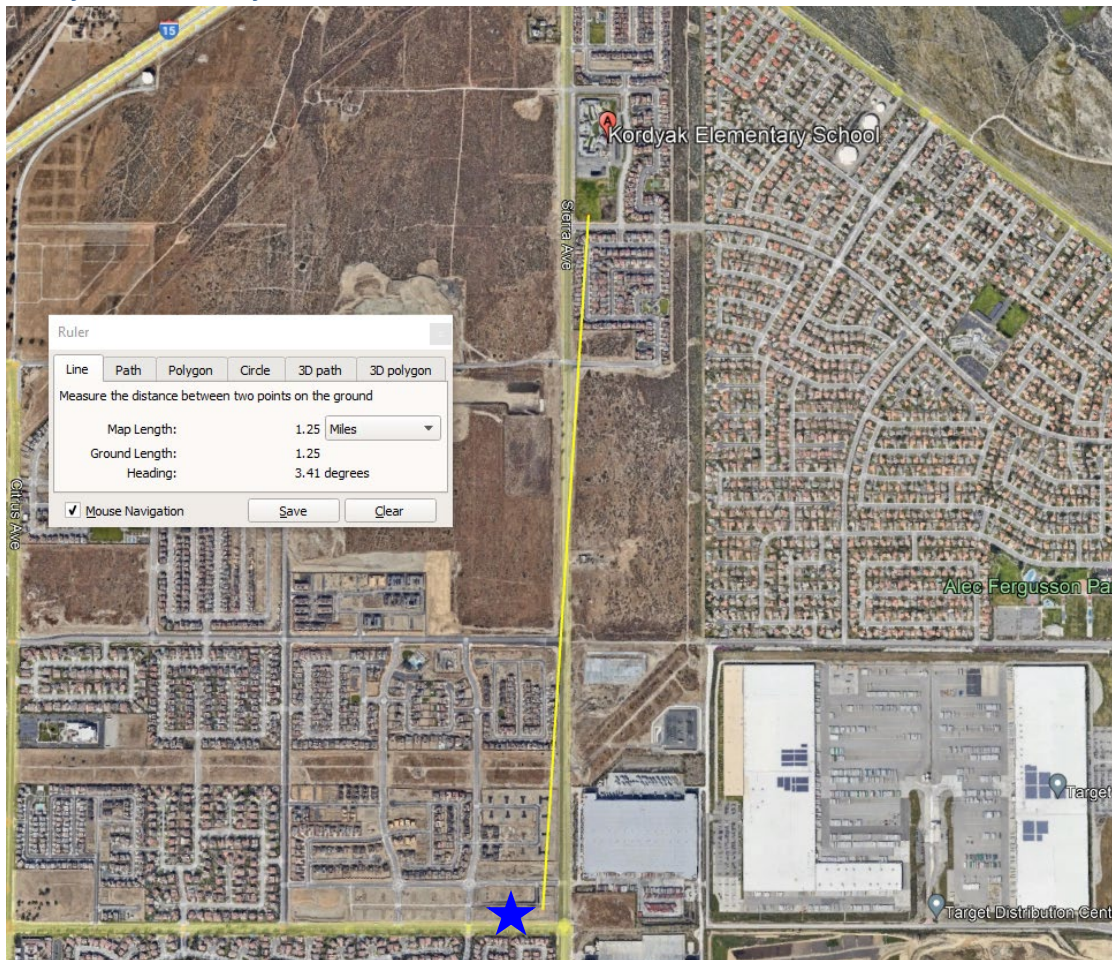 15
A
Kordyak Elementary School
Sierra Ave
Ruler
Line Path Polygon Circle 3D path 3D polygon
Measure the distance between two points on the ground
Map Length: 1.25 Miles
Ground Length: 1.25
Heading: 3.41 degrees
Mouse Navigation Save Clear
Citrus Ave
Alec Fergusson Pa
Target
Target Distribution Cent